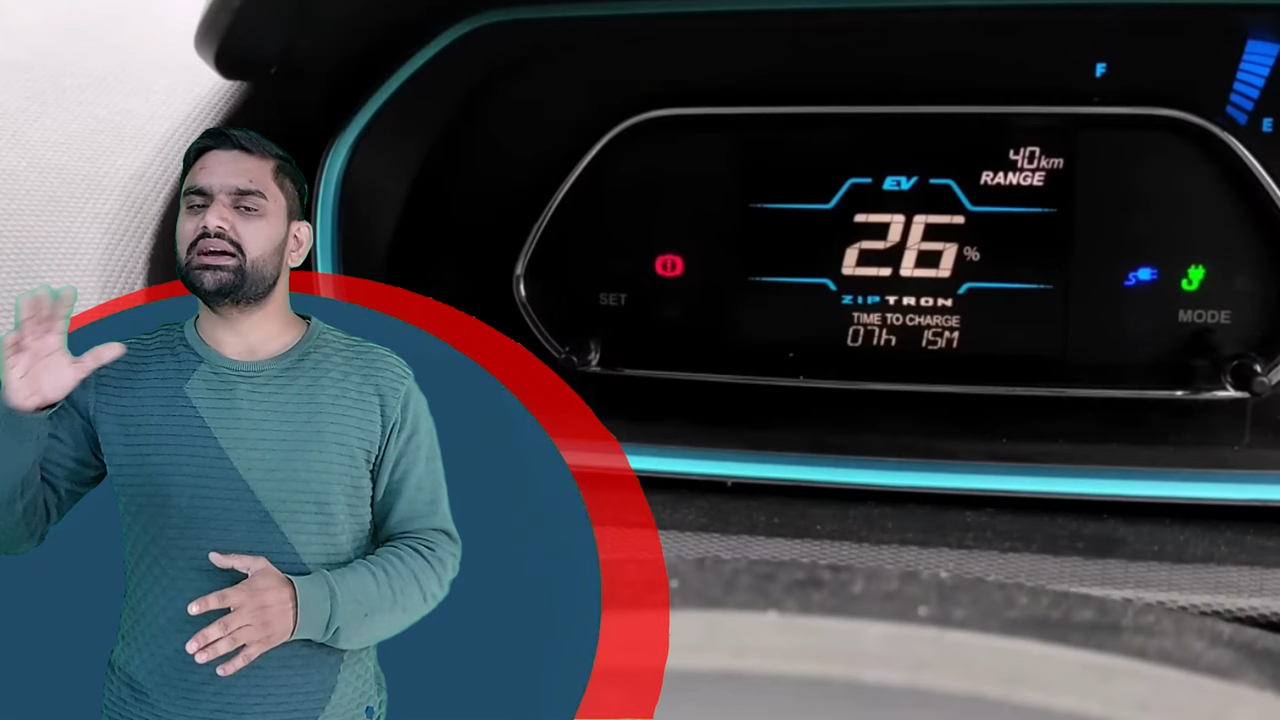 F
E
40km
RANGE
EV
26%
SET
ZIPTRON
MODE
TIME TO CHARGE
07h 15M